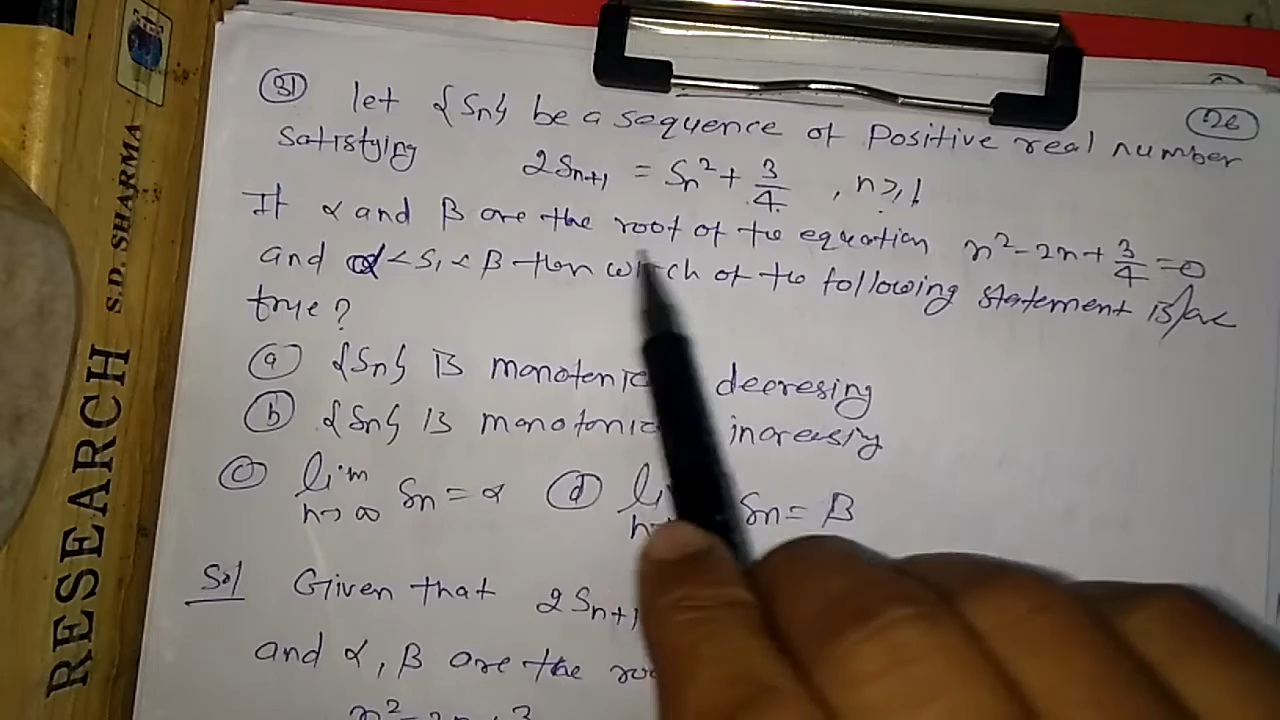 RESEARCH S.D. SHARMA
26
31 let {Sn} be a sequence of Positive real number
Satisfying 2Sn+1 = Sn² + 3/4 , n ≥ 1
If α and β are the root of the equation x² - 2x + 3/4 = 0
and α < S1 < β then which of the following statement is/are
true?
(a) {Sn} is monotonic decresing
(b) {Sn} is monotonic increasing
(c) lim n→∞ Sn = α (d) Sn = β
Sol Given that 2Sn+1
and α, β are the